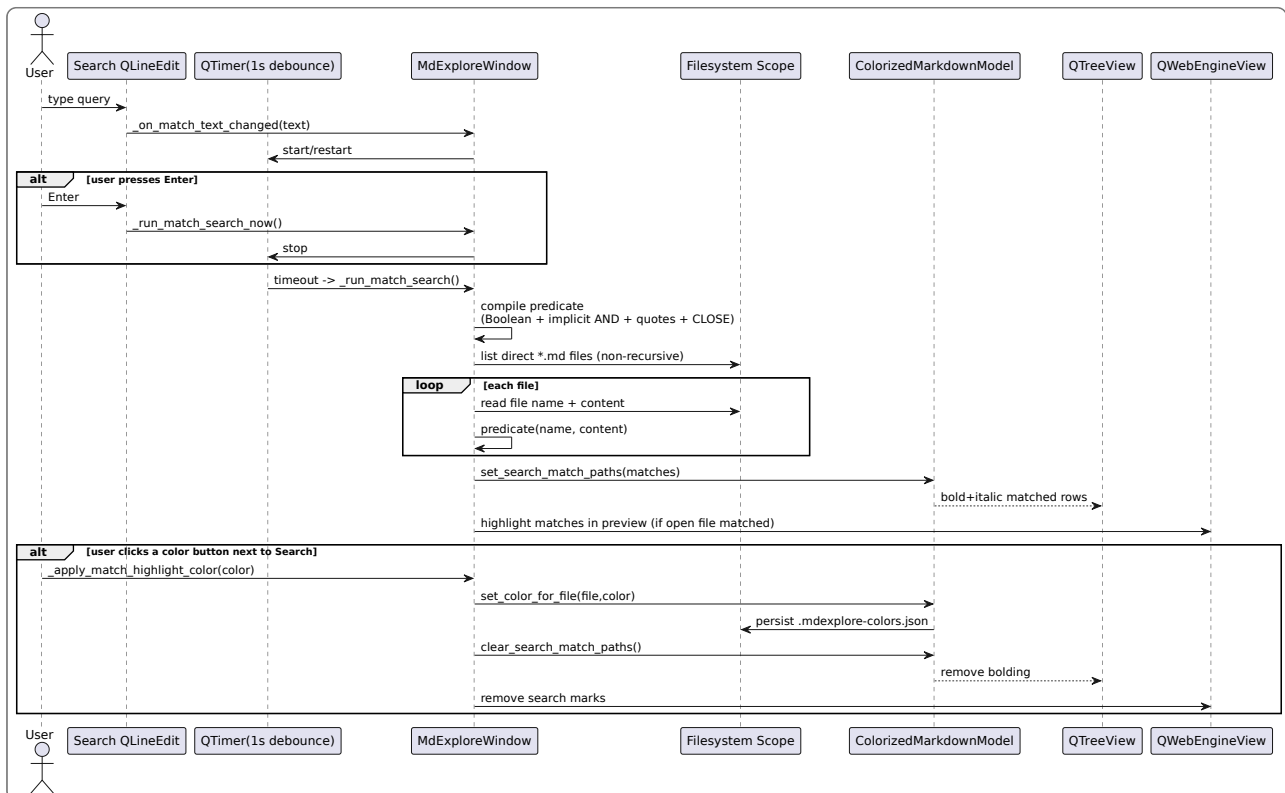 User
Search QLineEdit
QTimer(1s debounce)
MdExploreWindow
Filesystem Scope
ColorizedMarkdownModel
QTreeView
QWebEngineView
type query
_on_match_text_changed(text)
start/restart
alt [user presses Enter]
Enter
_run_match_search_now()
stop
timeout -> _run_match_search()
compile predicate
(Boolean + implicit AND + quotes + CLOSE)
list direct *.md files (non-recursive)
loop [each file]
read file name + content
predicate(name, content)
set_search_match_paths(matches)
bold+italic matched rows
highlight matches in preview (if open file matched)
alt [user clicks a color button next to Search]
_apply_match_highlight_color(color)
set_color_for_file(file,color)
persist .mdexplore-colors.json
clear_search_match_paths()
remove bolding
remove search marks
User
Search QLineEdit
QTimer(1s debounce)
MdExploreWindow
Filesystem Scope
ColorizedMarkdownModel
QTreeView
QWebEngineView